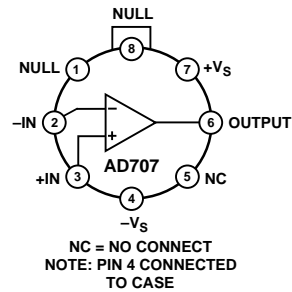 NULL
8
NULL 1
7 +VS
−IN 2
−
6 OUTPUT
+
AD707
+IN 3
5 NC
4
−VS
NC = NO CONNECT
NOTE: PIN 4 CONNECTED
TO CASE